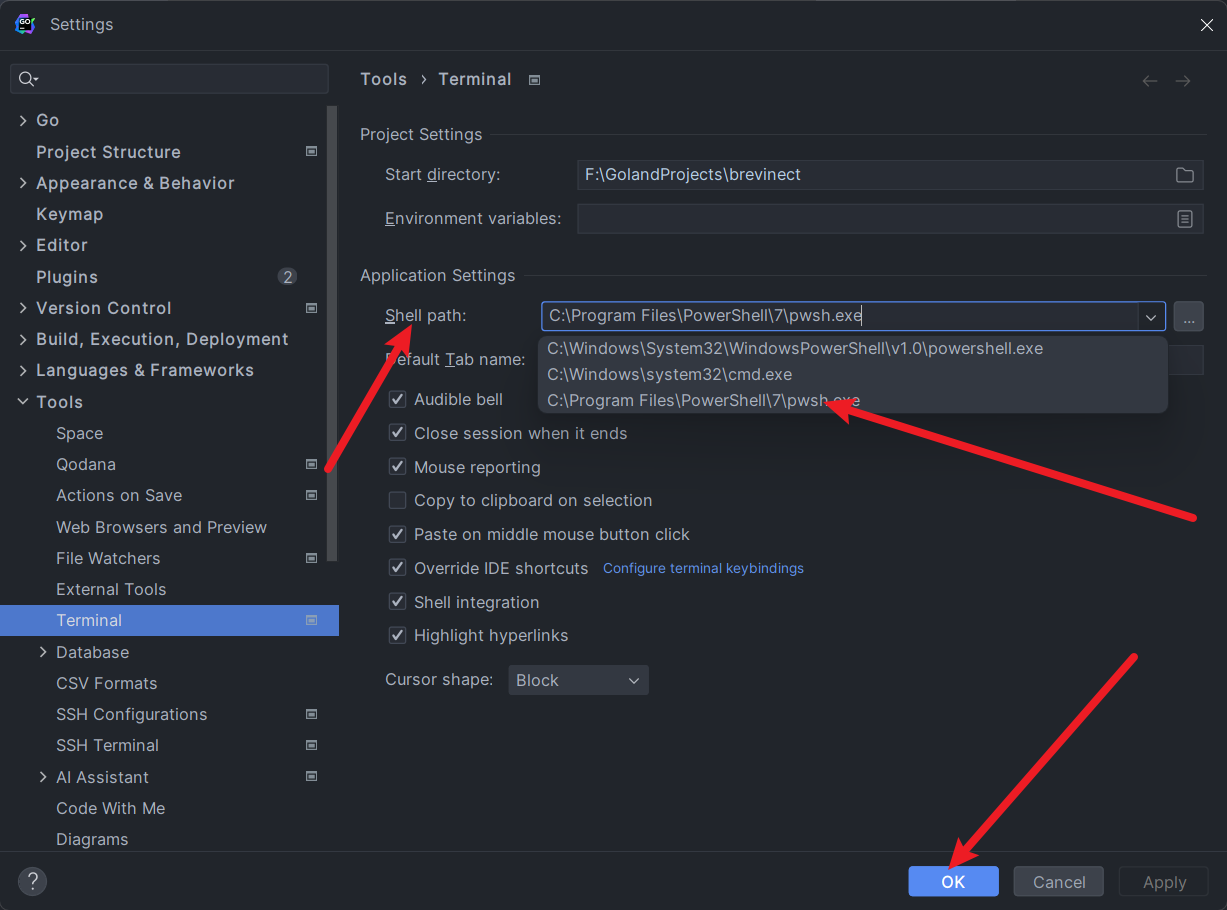 GO
Settings
Go
Project Structure
Appearance & Behavior
Keymap
Editor
Plugins 2
Version Control
Build, Execution, Deployment
Languages & Frameworks
Tools
Space
Qodana
Actions on Save
Web Browsers and Preview
File Watchers
External Tools
Terminal
Database
CSV Formats
SSH Configurations
SSH Terminal
AI Assistant
Code With Me
Diagrams
Tools › Terminal
Project Settings
Start directory: F:\GolandProjects\brevinect
Environment variables:
Application Settings
Shell path: C:\Program Files\PowerShell\7\pwsh.exe ...
C:\Windows\System32\WindowsPowerShell\v1.0\powershell.exe
Default Tab name:
C:\Windows\system32\cmd.exe
C:\Program Files\PowerShell\7\pwsh.exe
Audible bell
Close session when it ends
Mouse reporting
Copy to clipboard on selection
Paste on middle mouse button click
Override IDE shortcuts Configure terminal keybindings
Shell integration
Highlight hyperlinks
Cursor shape: Block
? OK Cancel Apply